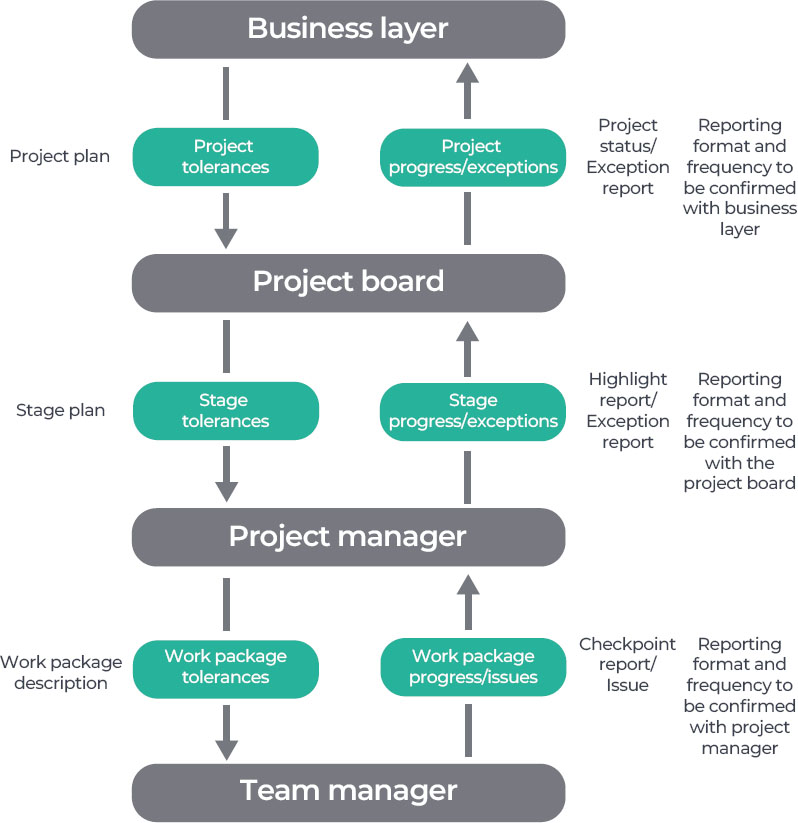 Business layer
Project plan
Project
tolerances
Project
progress/exceptions
Project
status/
Exception
report
Reporting
format and
frequency to
be confirmed
with business
layer
Project board
Stage plan
Stage
tolerances
Stage
progress/exceptions
Highlight
report/
Exception
report
Reporting
format and
frequency to
be confirmed
with the
project board
Project manager
Work package
description
Work package
tolerances
Work package
progress/issues
Checkpoint
report/
Issue
Reporting
format and
frequency to
be confirmed
with project
manager
Team manager